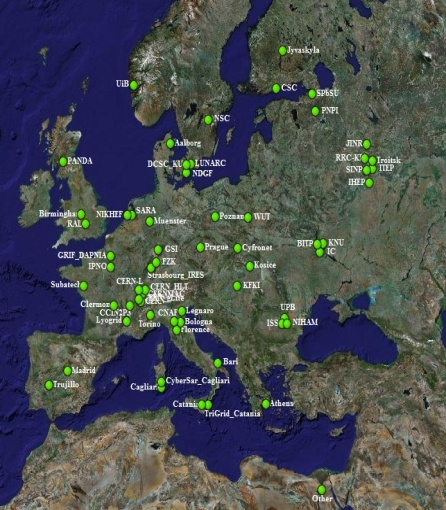 Jyvaskyla
UiB
CSC
SPbSU
PNPI
NSC
Aalborg
JINR
DCSC_KU
LUNARC
NDGF
RRC-KI
Troitsk
SINP
ITEP
IHEP
PANDA
Birmingham
RAL
NIKHEF
SARA
Muenster
Poznan
WUT
GRIF_DAPNIA
IPNO
GSI
FZK
Strasbourg_IRES
Prague
Cyfronet
Kosice
BITP
KNU
IC
Subatech
CERN-L
CERN_HLT
KFKI
Clermont
CCIN2P3
Lyogrid
Torino
CNAF
Legnaro
Bologna
Florence
UPB
ISS
NIHAM
Madrid
Trujillo
Bari
Cagliari
CyberSar_Cagliari
Catania
TriGrid_Catania
Athens
Other